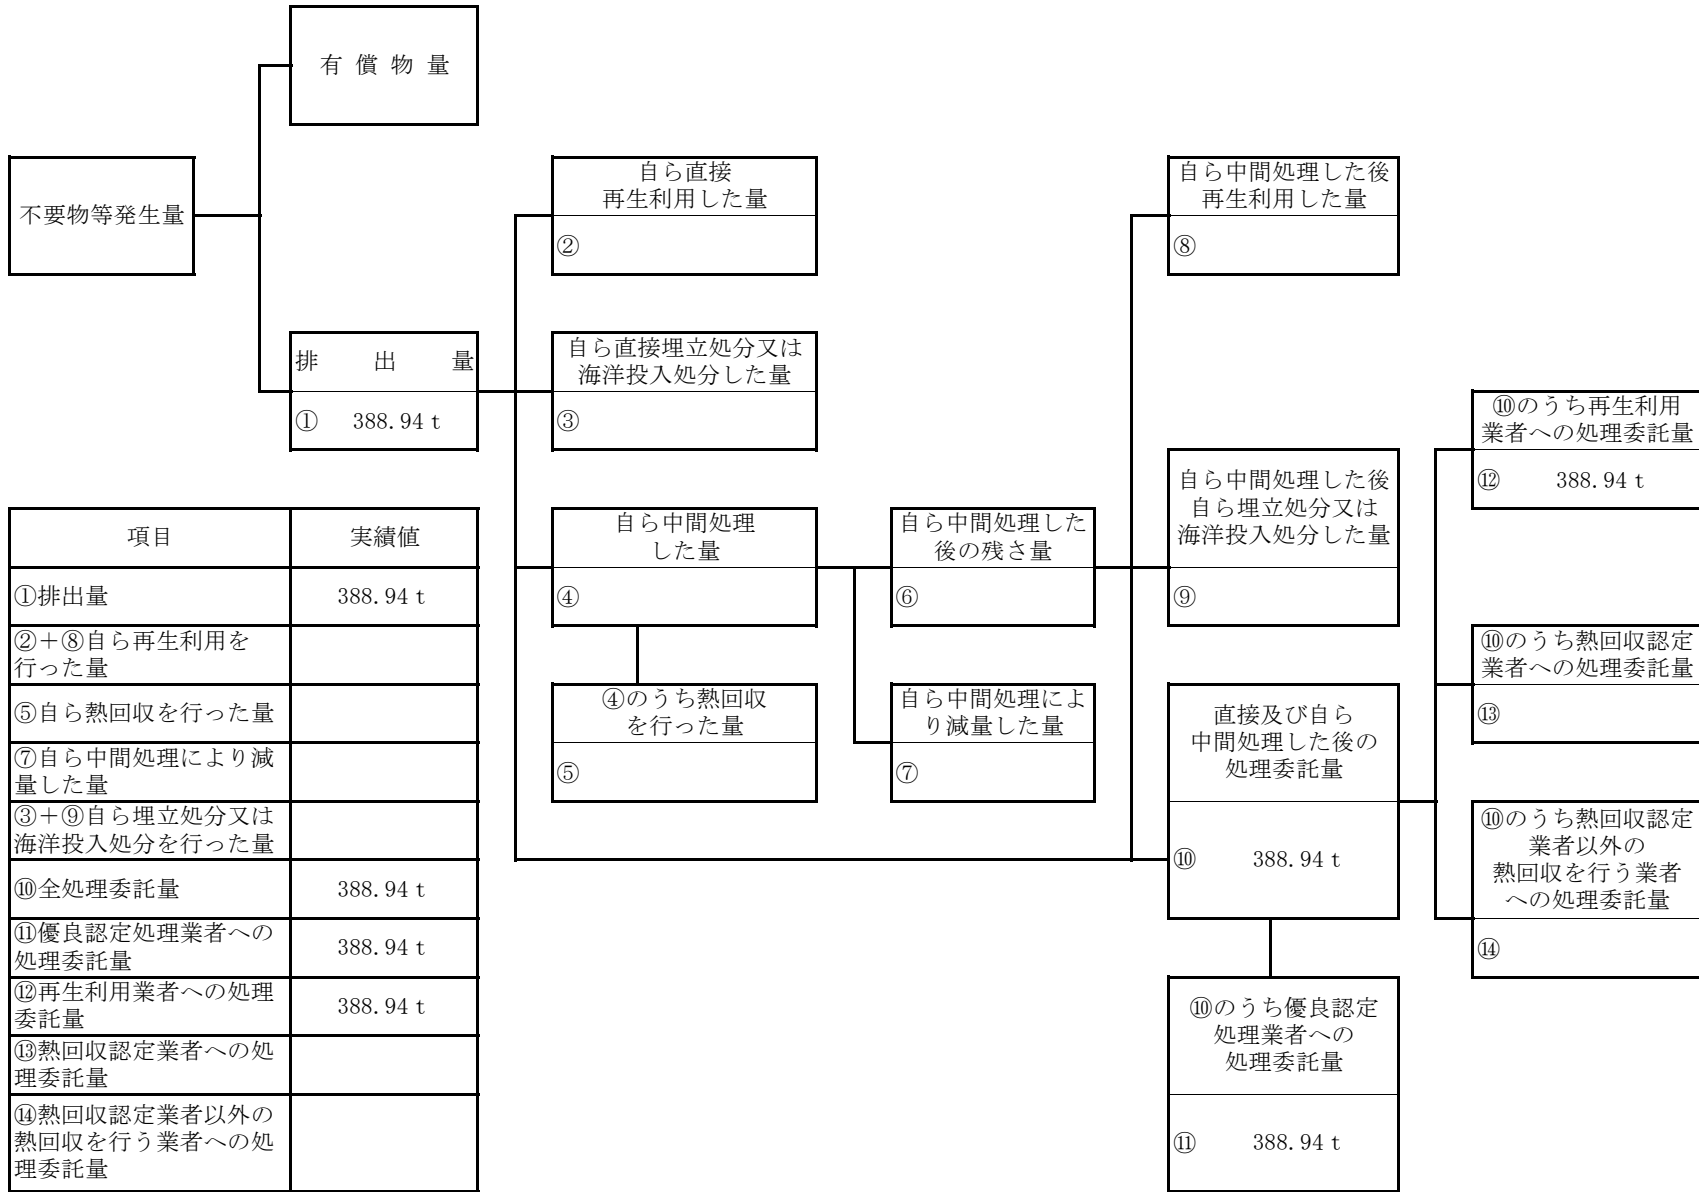 有償物量
不要物等発生量
排出量
① 388.94 t
自ら直接
再生利用した量
②
自ら直接埋立処分又は
海洋投入処分した量
③
自ら中間処理
した量
④
④のうち熱回収
を行った量
⑤
自ら中間処理した
後の残さ量
⑥
自ら中間処理によ
り減量した量
⑦
自ら中間処理した後
再生利用した量
⑧
自ら中間処理した後
自ら埋立処分又は
海洋投入処分した量
⑨
直接及び自ら
中間処理した後の
処理委託量
⑩ 388.94 t
⑩のうち優良認定
処理業者への
処理委託量
⑪ 388.94 t
⑩のうち再生利用
業者への処理委託量
⑫ 388.94 t
⑩のうち熱回収認定
業者への処理委託量
⑬
⑩のうち熱回収認定
業者以外の
熱回収を行う業者
への処理委託量
⑭
項目 実績値
①排出量 388.94 t
②+⑧自ら再生利用を
行った量
⑤自ら熱回収を行った量
⑦自ら中間処理により減
量した量
③+⑨自ら埋立処分又は
海洋投入処分を行った量
⑩全処理委託量 388.94 t
⑪優良認定処理業者への
処理委託量 388.94 t
⑫再生利用業者への処理
委託量 388.94 t
⑬熱回収認定業者への処
理委託量
⑭熱回収認定業者以外の
熱回収を行う業者への処
理委託量